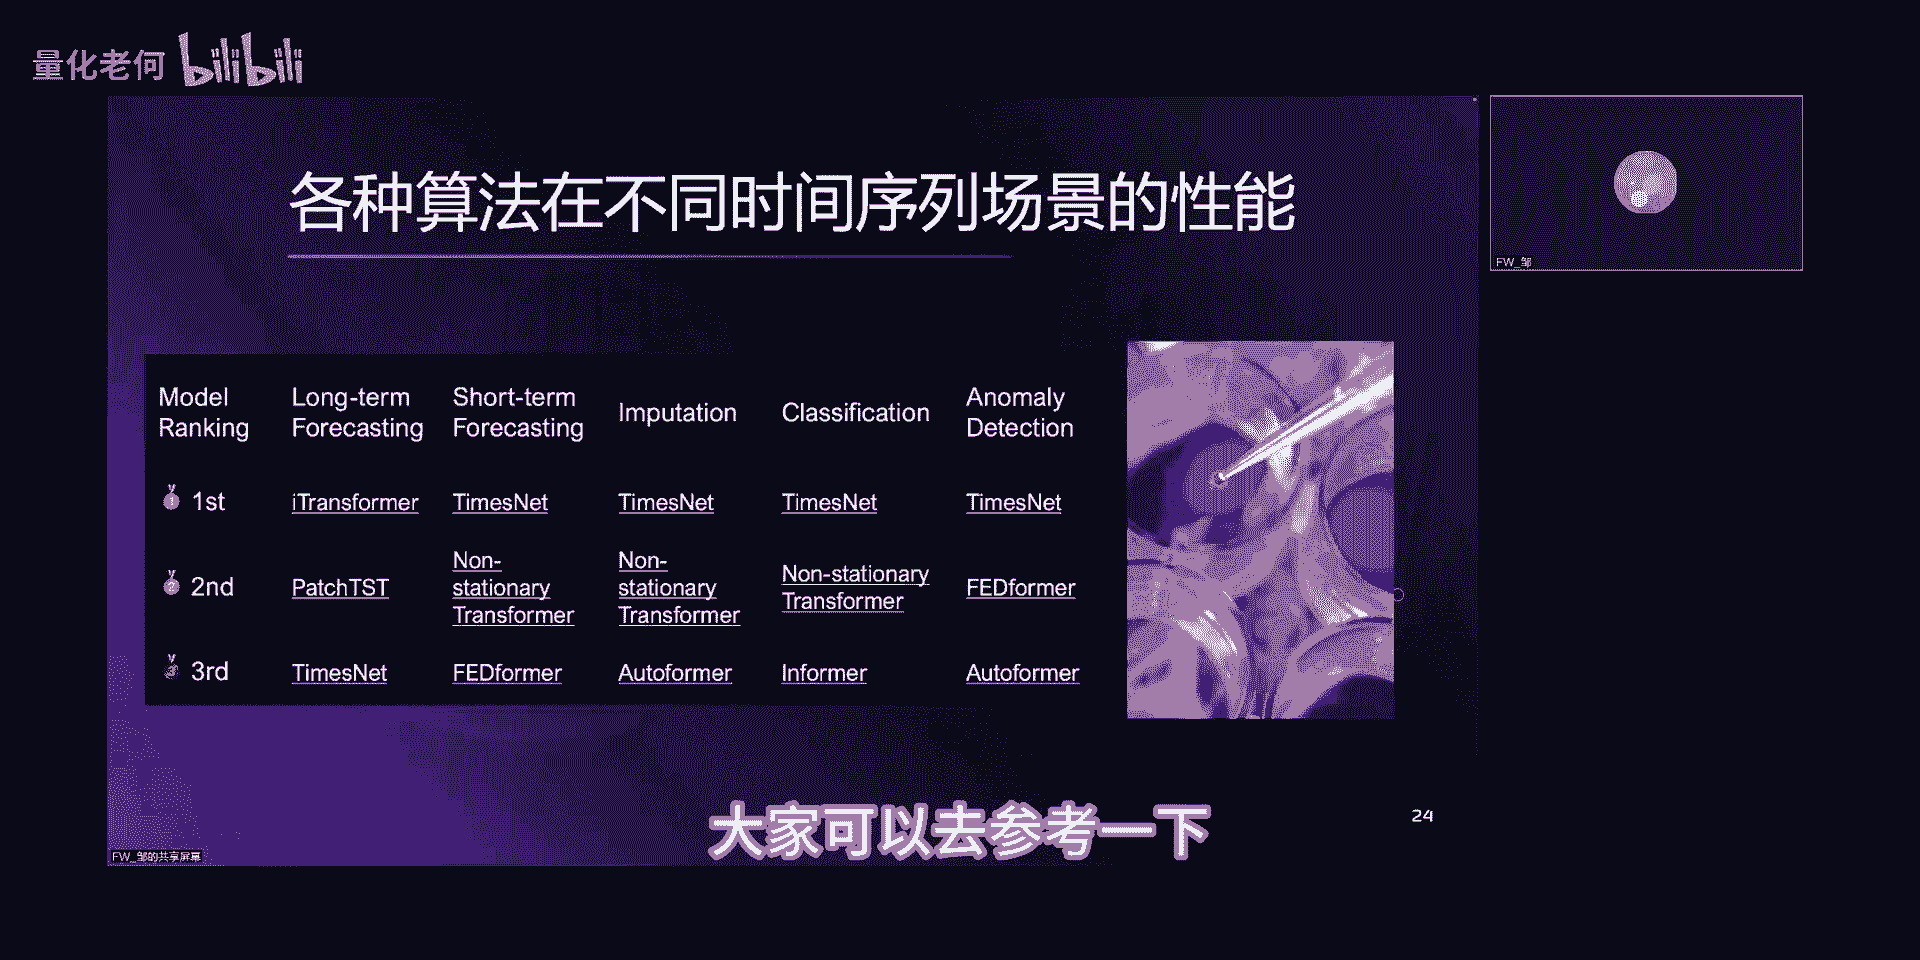 量化老何 bilibili
各种算法在不同时间序列场景的性能
FW_邹
Model Ranking
Long-term Forecasting
Short-term Forecasting
Imputation
Classification
Anomaly Detection
1st
iTransformer
TimesNet
TimesNet
TimesNet
TimesNet
2nd
PatchTST
Non-stationary Transformer
Non-stationary Transformer
Non-stationary Transformer
FEDformer
3rd
TimesNet
FEDformer
Autoformer
Informer
Autoformer
大家可以去参考一下
24
FW_邹的共享屏幕